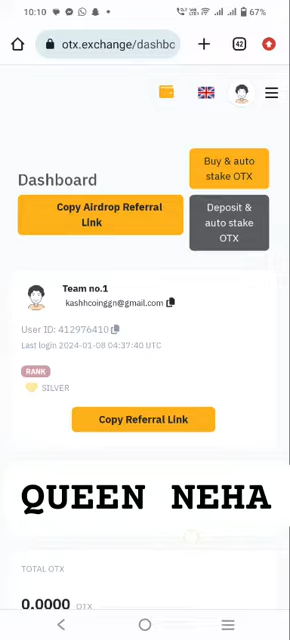 10:10
67%
otx.exchange/dashbc
42
Dashboard
Buy & auto
stake OTX
Copy Airdrop Referral
Link
Deposit &
auto stake
OTX
Team no.1
kashhcoinggn@gmail.com
User ID: 412976410
Last login 2024-01-08 04:37:40 UTC
RANK
SILVER
Copy Referral Link
QUEEN NEHA
TOTAL OTX
0.0000 OTX